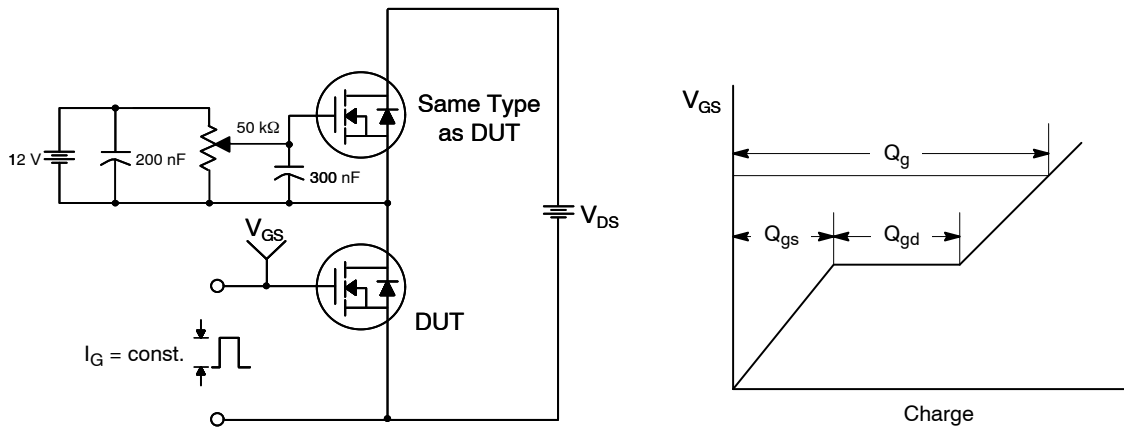 Same Type
as DUT
50 kΩ
12 V
200 nF
300 nF
V_GS
V_DS
DUT
I_G = const.
V_GS
Q_g
Q_gs
Q_gd
Charge